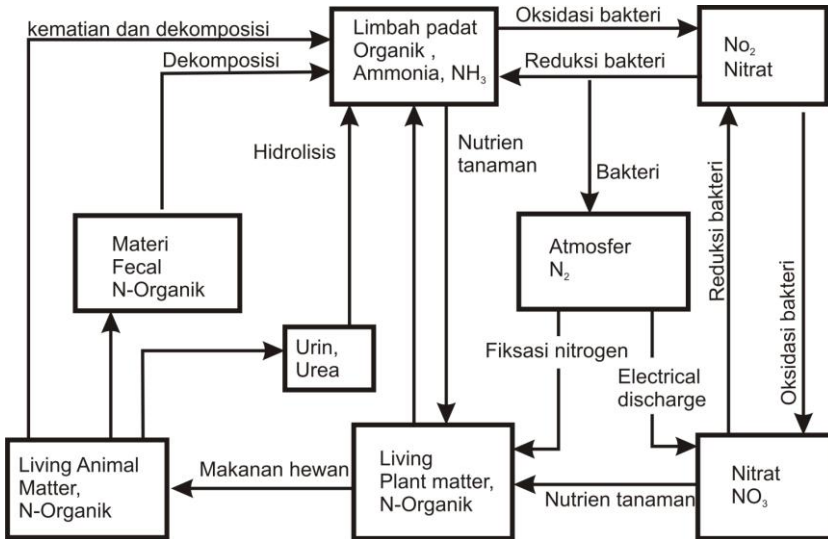 kematian dan dekomposisi
Dekomposisi
Limbah padat
Organik ,
Ammonia, NH₃
Oksidasi bakteri
Reduksi bakteri
No₂
Nitrat
Hidrolisis
Nutrien
tanaman
Bakteri
Materi
Fecal
N-Organik
Atmosfer
N₂
Reduksi bakteri
Oksidasi bakteri
Urin,
Urea
Fiksasi nitrogen
Electrical
discharge
Living Animal
Matter,
N-Organik
Makanan hewan
Living
Plant matter,
N-Organik
Nutrien tanaman
Nitrat
NO₃